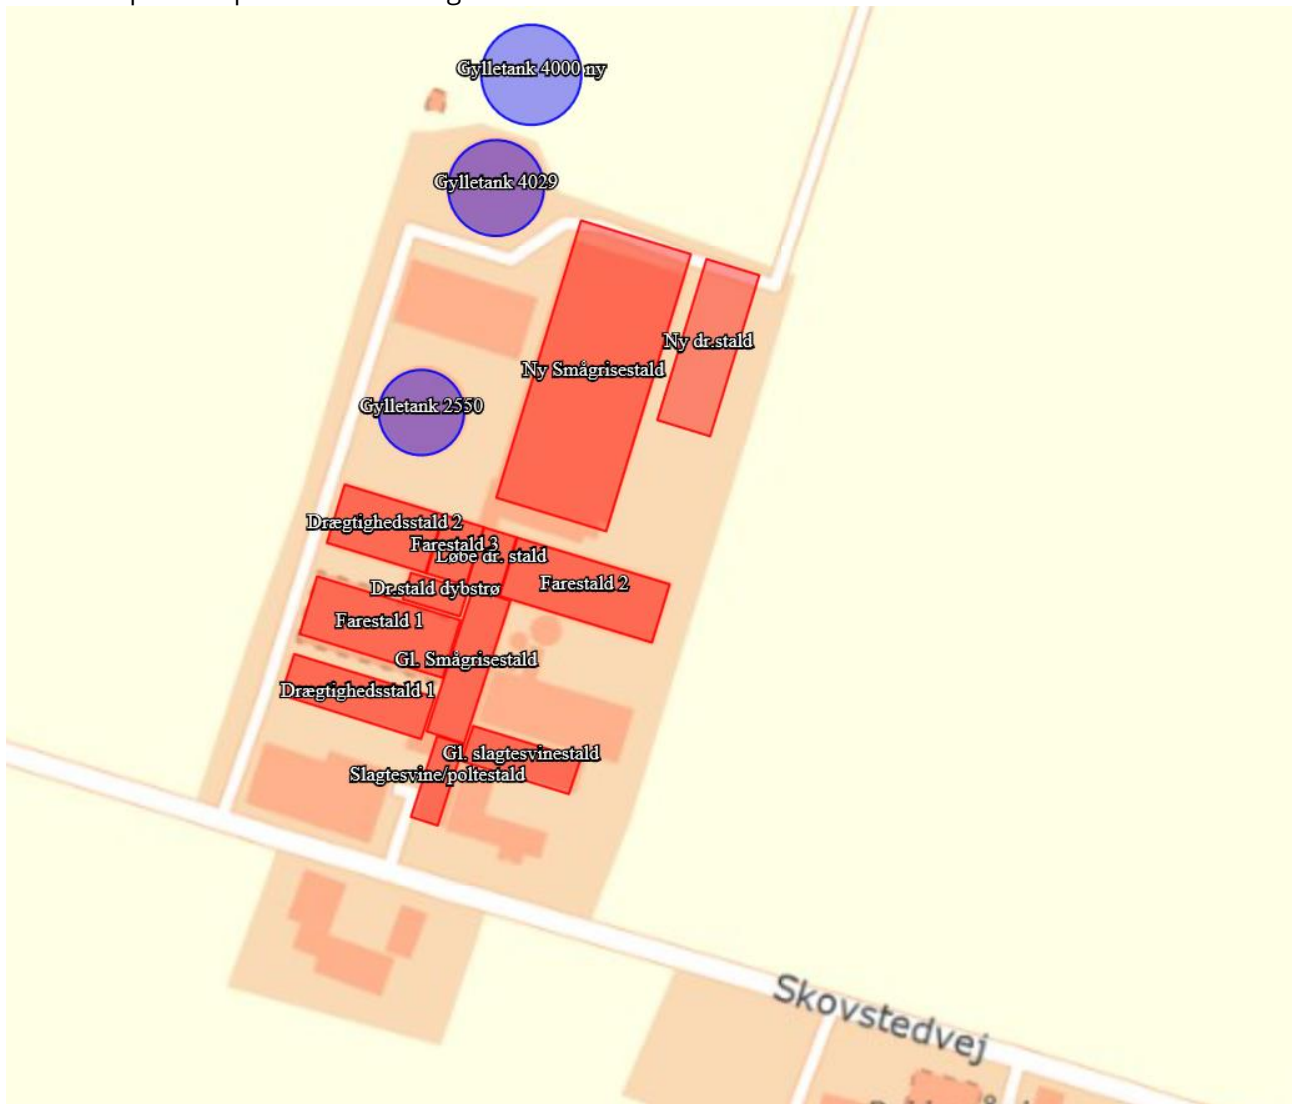 Gylletank 4000 ny
Gylletank 4029
Ny dr.stald
Ny Smågrisestald
Gylletank 2550
Drægtighedsstald 2
Farestald 3
Løbe dr. stald
Farestald 2
Dr.stald dybstrø
Farestald 1
Gl. Smågrisestald
Drægtighedsstald 1
Gl. slagtesvinestald
Slagtesvine/poltestald
Skovstedvej